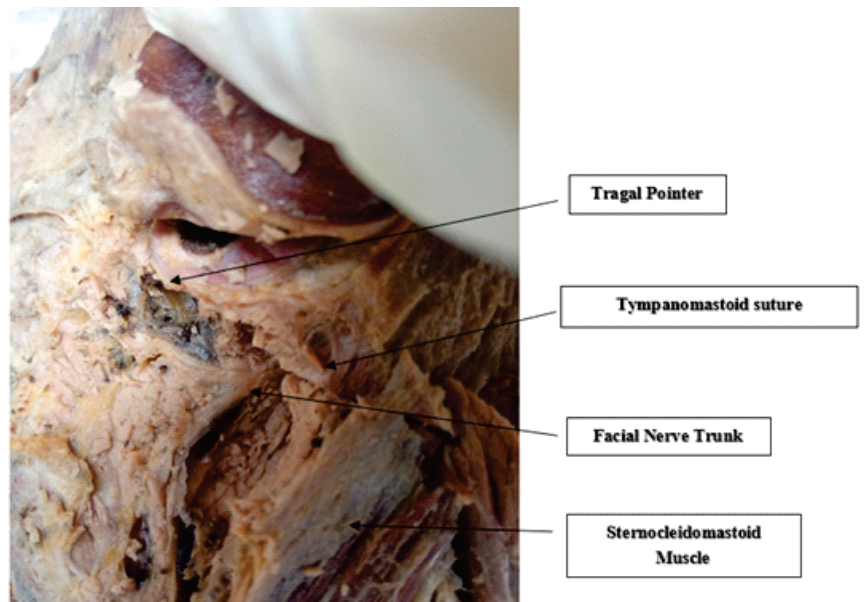 Tragal Pointer
Tympanomastoid suture
Facial Nerve Trunk
Sternocleidomastoid
Muscle